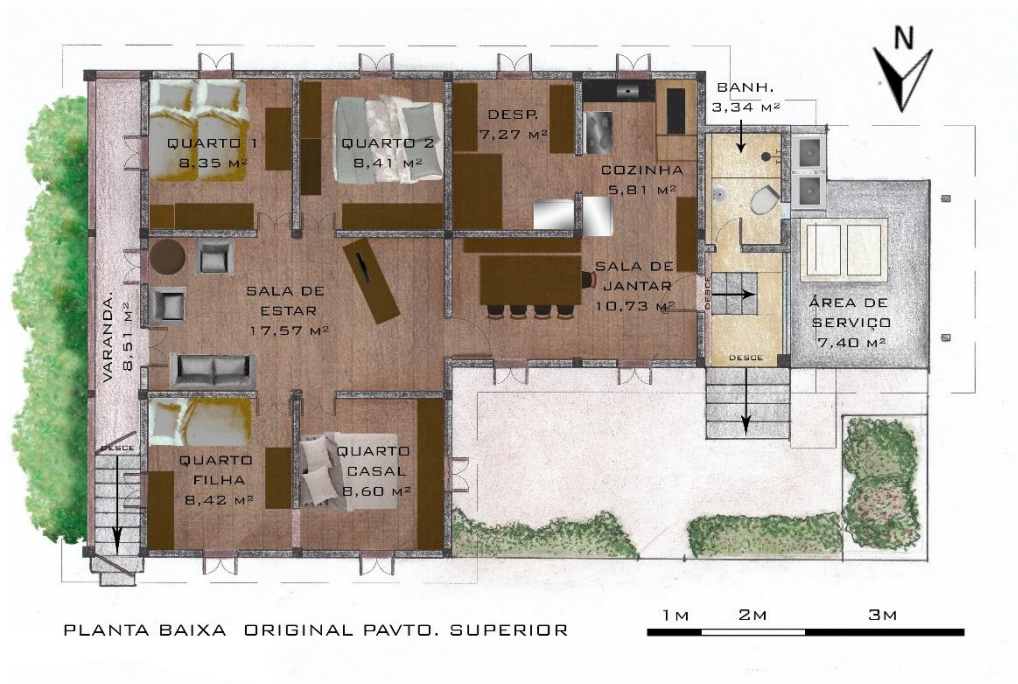 N
BANH.
3,34 M²
DESP.
7,27 M²
QUARTO 1
8,35 M²
QUARTO 2
8,41 M²
COZINHA
5,81 M²
SALA DE
JANTAR
10,73 M²
DESCE
SALA DE
ESTAR
17,57 M²
VARANDA.
8,51 M²
ÁREA DE
SERVIÇO
7,40 M²
DESCE
DESCE
QUARTO
FILHA
8,42 M²
QUARTO
CASAL
8,60 M²
PLANTA BAIXA ORIGINAL PAVTO. SUPERIOR
1M 2M 3M